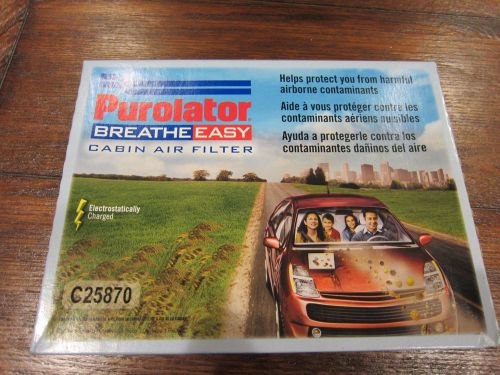 Purolator
BREATHE EASY
CABIN AIR FILTER
Helps protect you from harmful
airborne contaminants
Aide à vous protéger contre les
contaminants aériens nuisibles
Ayuda a protegerle contra los
contaminantes dañinos del aire
Electrostatically
Charged
C25870